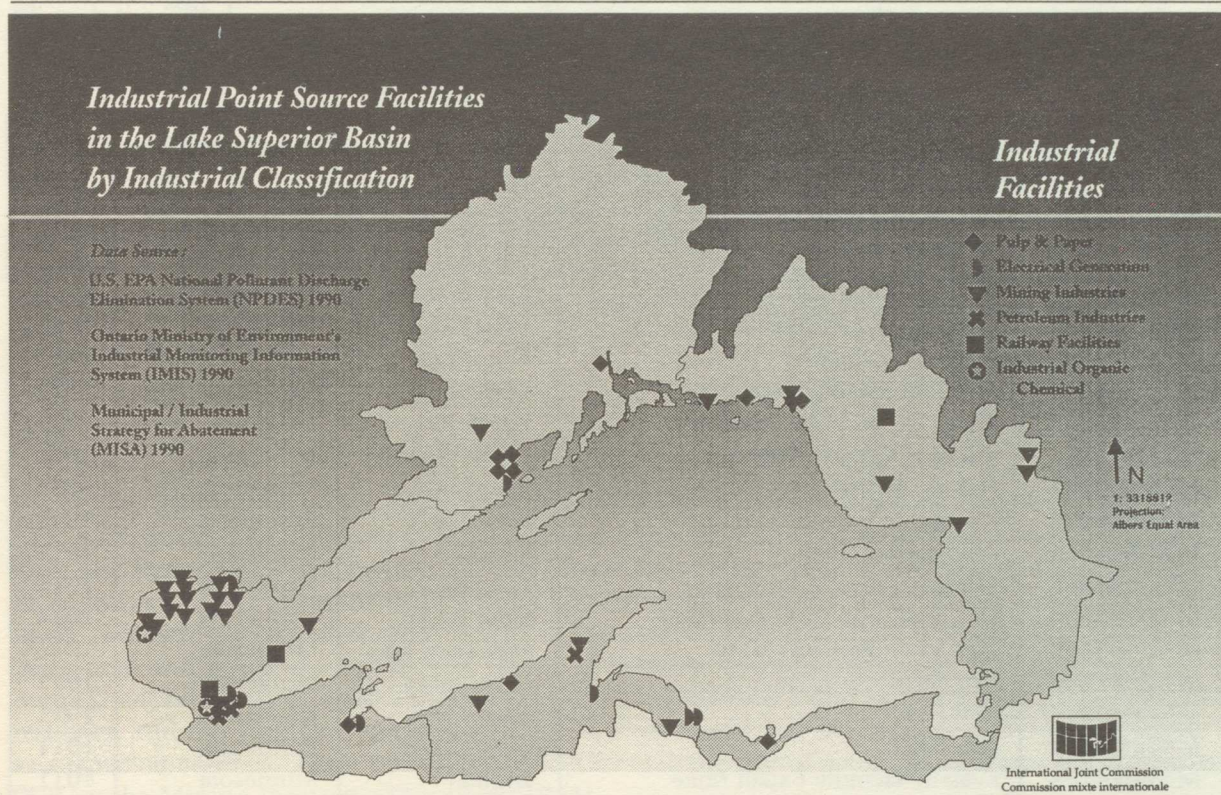 Industrial Point Source Facilities
in the Lake Superior Basin
by Industrial Classification
Data Source:
U.S. EPA National Pollutant Discharge
Elimination System (NPDES) 1990
Ontario Ministry of Environment's
Industrial Monitoring Information
System (IMIS) 1990
Municipal / Industrial
Strategy for Abatement
(MISA) 1990
Industrial
Facilities
Pulp & Paper
Electrical Generation
Mining Industries
Petroleum Industries
Railway Facilities
Industrial Organic
Chemical
N
1: 3318812
Projection:
Albers Equal Area
International Joint Commission
Commission mixte internationale